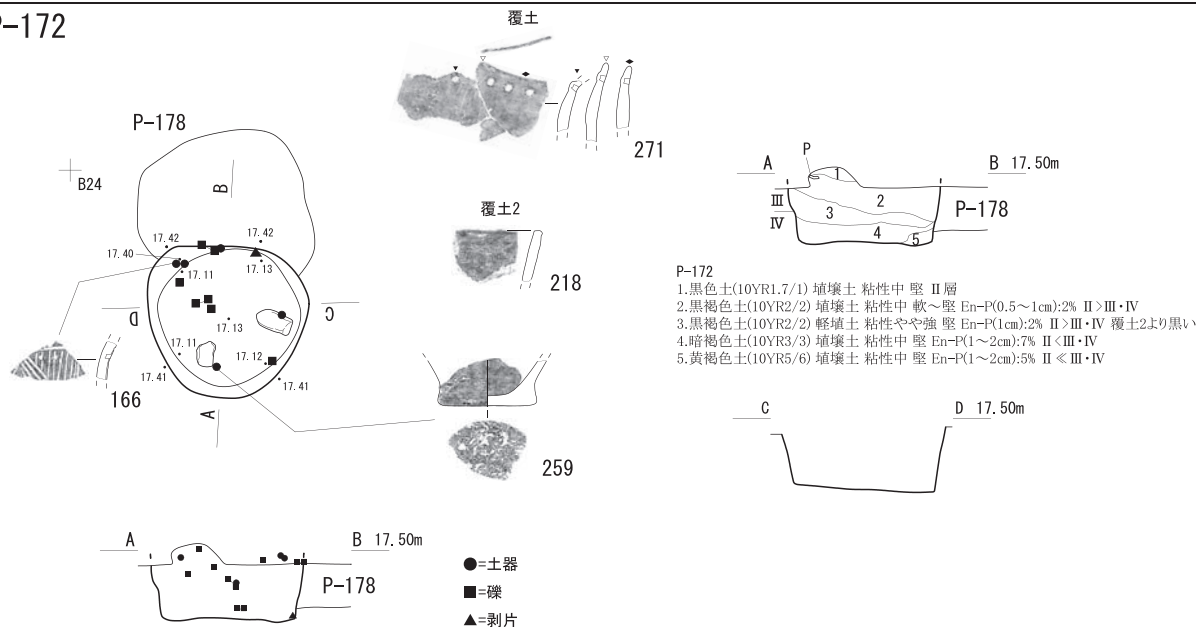 P-172
覆土
P-178
271
B24
B
A B 17.50m
P
1
2
3
4
5
Ⅲ
Ⅳ
P-178
覆土2
218
17.42 17.42
17.40
17.11 17.13
D C
17.13
17.11 17.12
17.41 17.41
A
166
259
P-172
1.黒色土(10YR1.7/1) 埴壌土 粘性中 堅 Ⅱ層
2.黒褐色土(10YR2/2) 埴壌土 粘性中 軟～堅 En-P(0.5～1cm):2% Ⅱ>Ⅲ・Ⅳ
3.黒褐色土(10YR2/2) 軽埴土 粘性やや強 堅 En-P(1cm):2% Ⅱ>Ⅲ・Ⅳ 覆土2より黒い
4.暗褐色土(10YR3/3) 埴壌土 粘性中 堅 En-P(1～2cm):7% Ⅱ<Ⅲ・Ⅳ
5.黄褐色土(10YR5/6) 埴壌土 粘性中 堅 En-P(1～2cm):5% Ⅱ≪Ⅲ・Ⅳ
C D 17.50m
A B 17.50m
P-178
●=土器
■=礫
▲=剥片